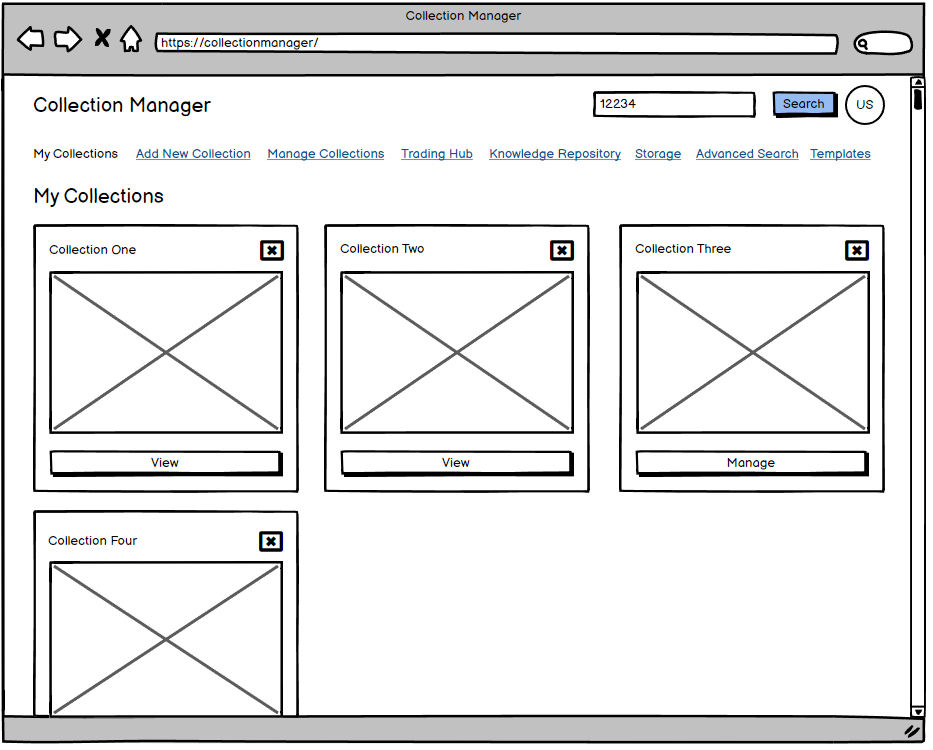 Collection Manager
https://collectionmanager/
Collection Manager 12234 Search US
My Collections Add New Collection Manage Collections Trading Hub Knowledge Repository Storage Advanced Search Templates
My Collections
Collection One Collection Two Collection Three
View View Manage
Collection Four